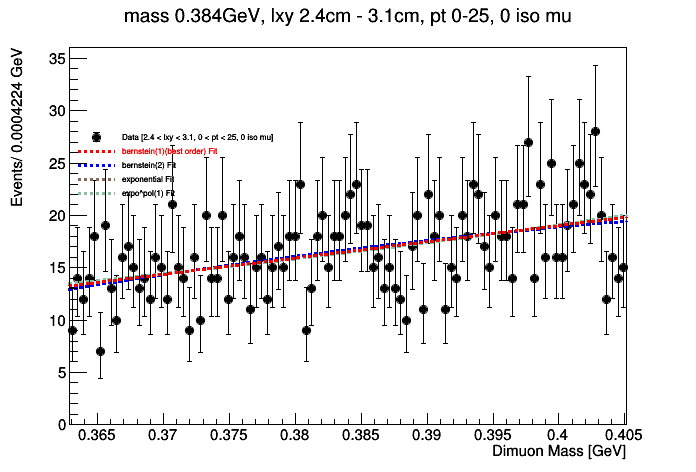 mass 0.384GeV, lxy 2.4cm - 3.1cm, pt 0-25, 0 iso mu
Events/ 0.0004224 GeV
35
30
25
20
15
10
5
0
Data [2.4 < lxy < 3.1, 0 < pt < 25, 0 iso mu]
bernstein(1)(best order) Fit
bernstein(2) Fit
exponential Fit
expo*pol(1) Fit
0.365 0.37 0.375 0.38 0.385 0.39 0.395 0.4 0.405
Dimuon Mass [GeV]